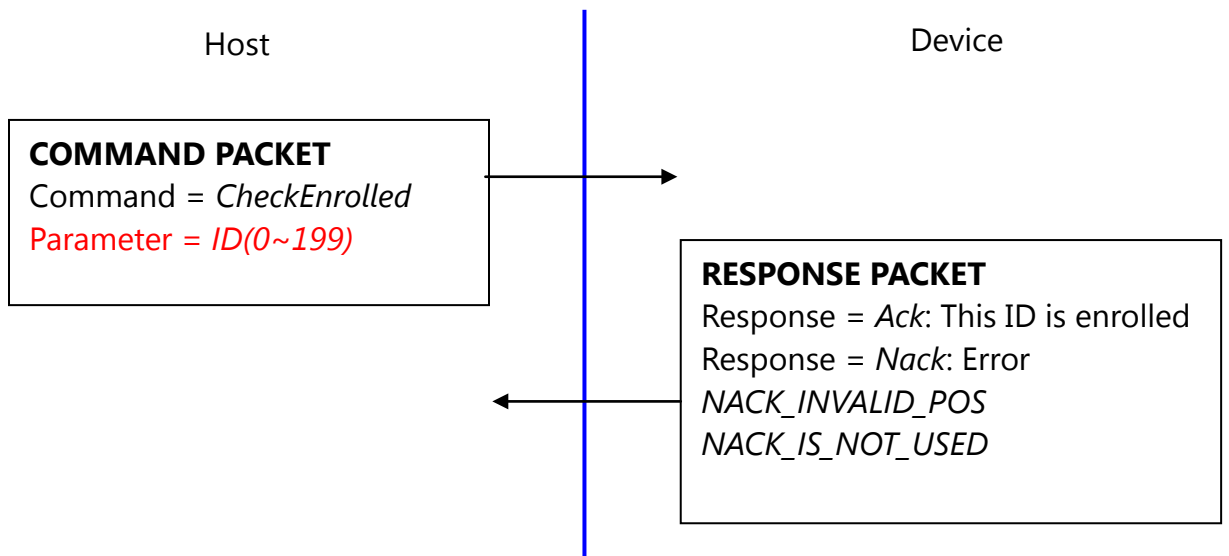 Host
Device
COMMAND PACKET
Command = CheckEnrolled
Parameter = ID(0~199)
RESPONSE PACKET
Response = Ack: This ID is enrolled
Response = Nack: Error
NACK_INVALID_POS
NACK_IS_NOT_USED